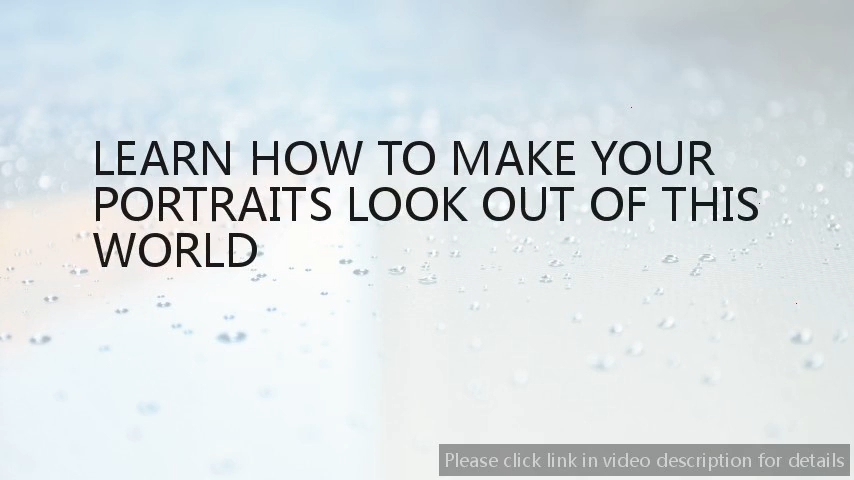 LEARN HOW TO MAKE YOUR
PORTRAITS LOOK OUT OF THIS
WORLD
Please click link in video description for details